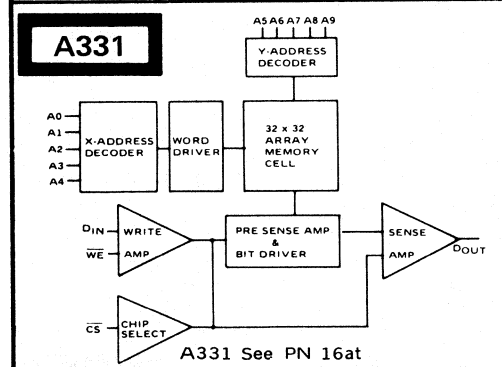 A331
A5 A6 A7 A8 A9
Y-ADDRESS
DECODER
A0
A1
A2
A3
A4
X-ADDRESS
DECODER
WORD
DRIVER
32 x 32
ARRAY
MEMORY
CELL
DIN
WE
WRITE
AMP
PRE SENSE AMP
&
BIT DRIVER
SENSE
AMP
DOUT
CS
CHIP
SELECT
A331 See PN 16at